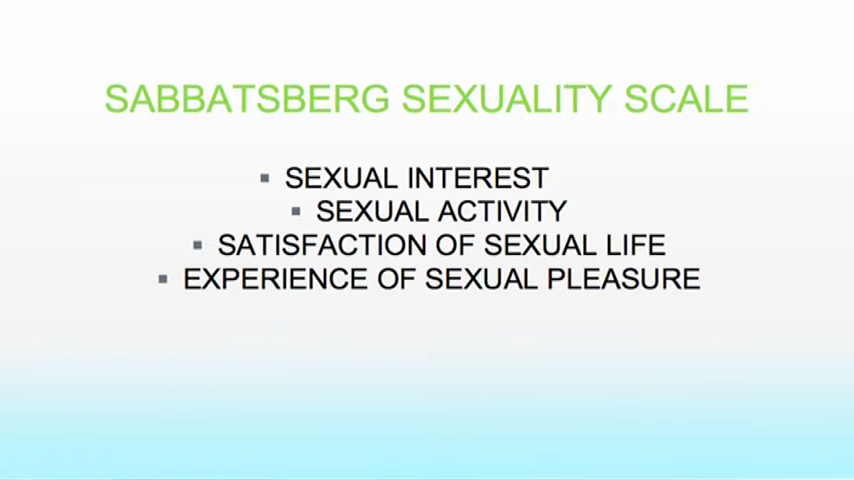 SABBATSBERG SEXUALITY SCALE
▪ SEXUAL INTEREST
▪ SEXUAL ACTIVITY
▪ SATISFACTION OF SEXUAL LIFE
▪ EXPERIENCE OF SEXUAL PLEASURE